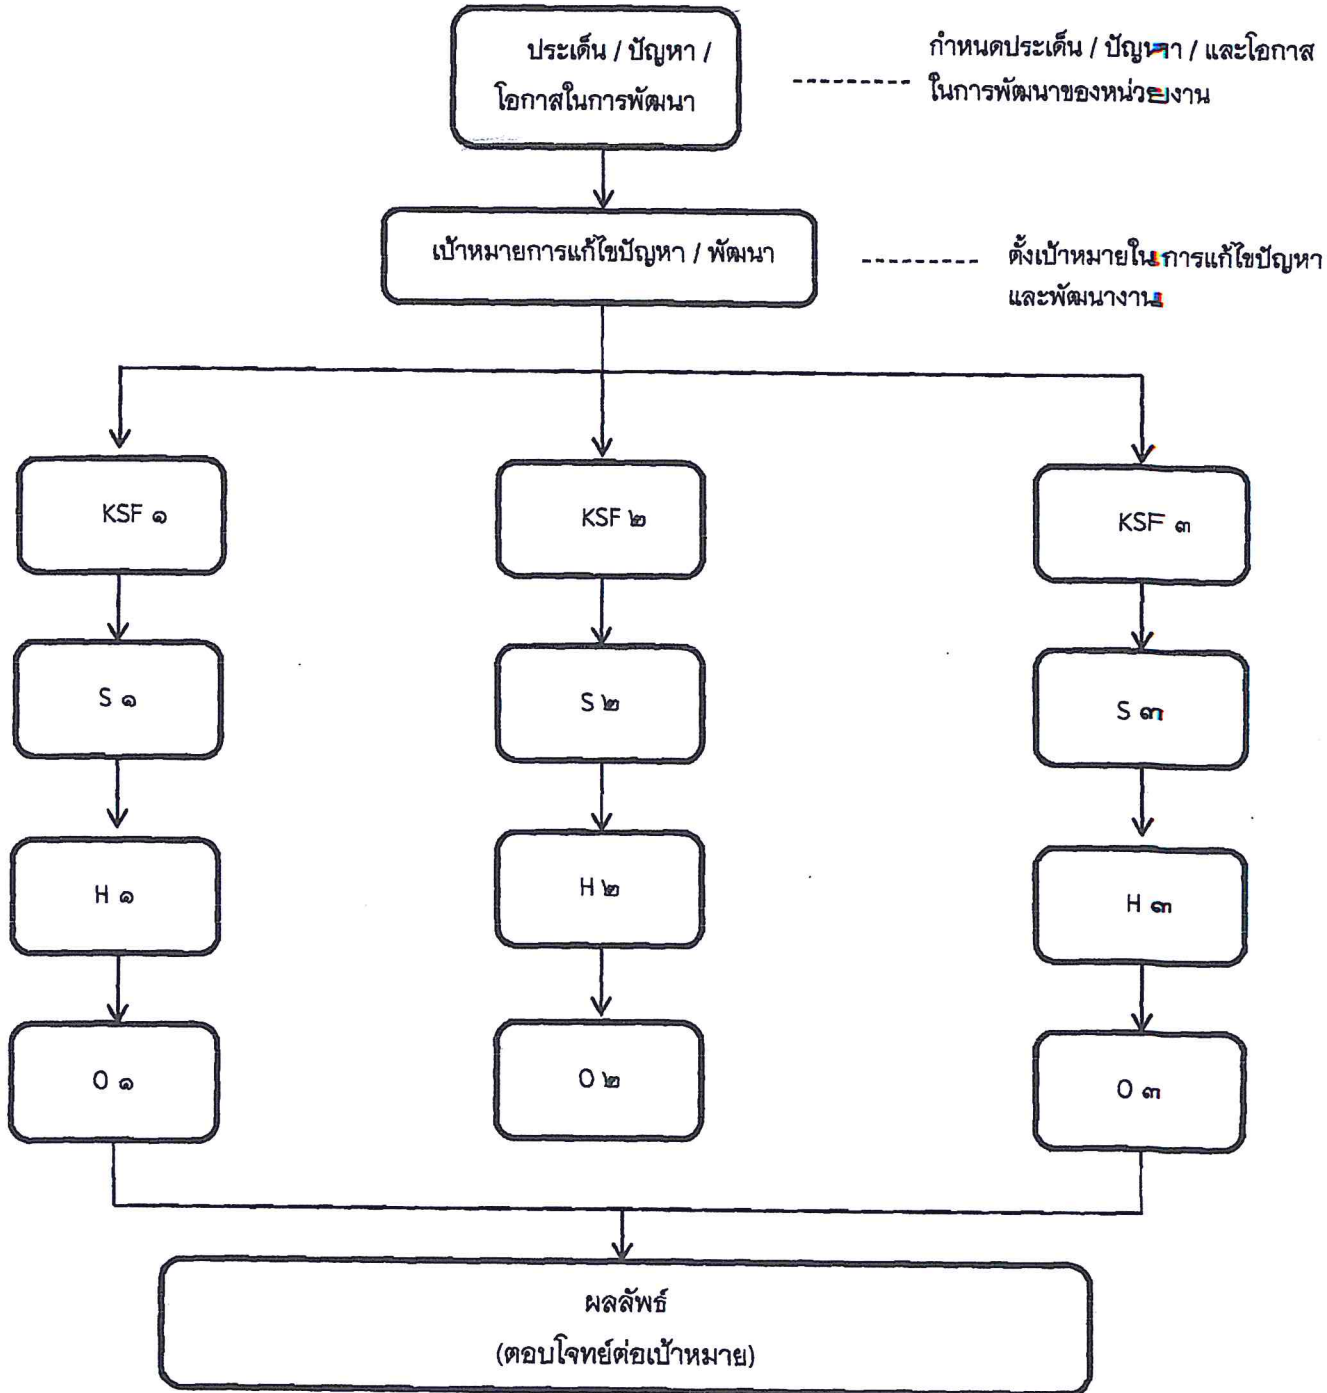 ประเด็น / ปัญหา /
โอกาสในการพัฒนา
กำหนดประเด็น / ปัญหา / และโอกาส
ในการพัฒนาของหน่วยงาน
เป้าหมายการแก้ไขปัญหา / พัฒนา
ตั้งเป้าหมายในการแก้ไขปัญหา
และพัฒนางาน
KSF ๑
KSF ๒
KSF ๓
S ๑
S ๒
S ๓
H ๑
H ๒
H ๓
O ๑
O ๒
O ๓
ผลลัพธ์
(ตอบโจทย์ต่อเป้าหมาย)